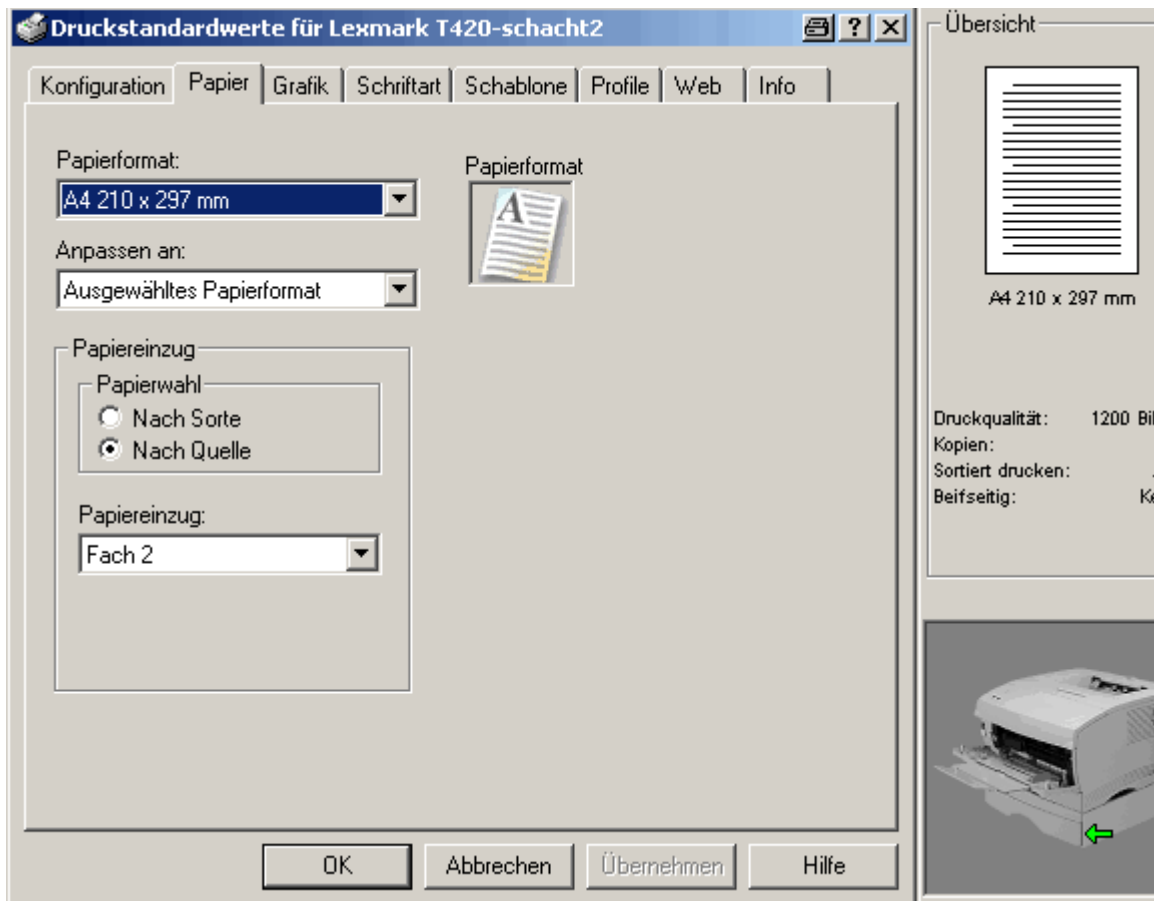 Druckstandardwerte für Lexmark T420-schacht2
Konfiguration Papier Grafik Schriftart Schablone Profile Web Info
Papierformat:
A4 210 x 297 mm
Anpassen an:
Ausgewähltes Papierformat
Papierformat
A
Papiereinzug
Papierwahl
Nach Sorte
Nach Quelle
Papiereinzug:
Fach 2
OK Abbrechen Übernehmen Hilfe
Übersicht
A4 210 x 297 mm
Druckqualität: 1200
Kopien:
Sortiert drucken:
Beifseitig: